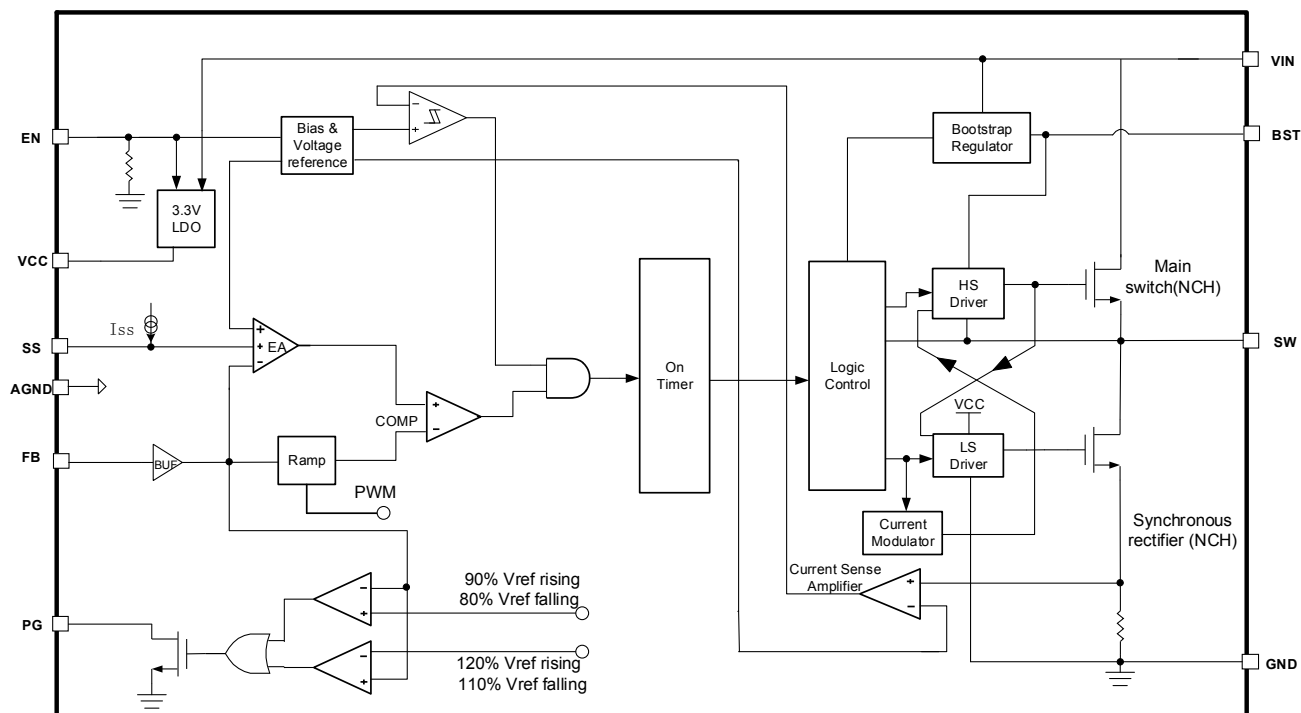 VIN
EN
Bias &
Voltage
reference
−
+
Bootstrap
Regulator
BST
3.3V
LDO
VCC
HS
Driver
Main
switch(NCH)
Iss
SS
+
+
−
EA
On
Timer
Logic
Control
SW
AGND
COMP
+
−
VCC
FB
BUF
Ramp
LS
Driver
PWM
Current
Modulator
Synchronous
rectifier (NCH)
Current Sense
Amplifier
+
−
90% Vref rising
80% Vref falling
−
+
PG
120% Vref rising
110% Vref falling
−
+
GND